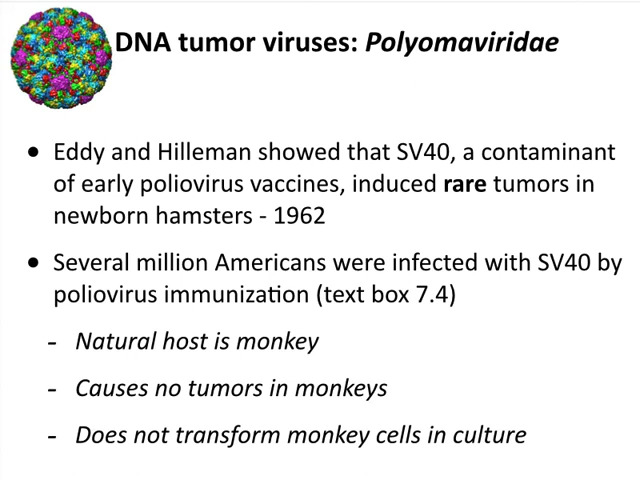 DNA tumor viruses: Polyomaviridae
• Eddy and Hilleman showed that SV40, a contaminant
of early poliovirus vaccines, induced rare tumors in
newborn hamsters - 1962
• Several million Americans were infected with SV40 by
poliovirus immunization (text box 7.4)
- Natural host is monkey
- Causes no tumors in monkeys
- Does not transform monkey cells in culture